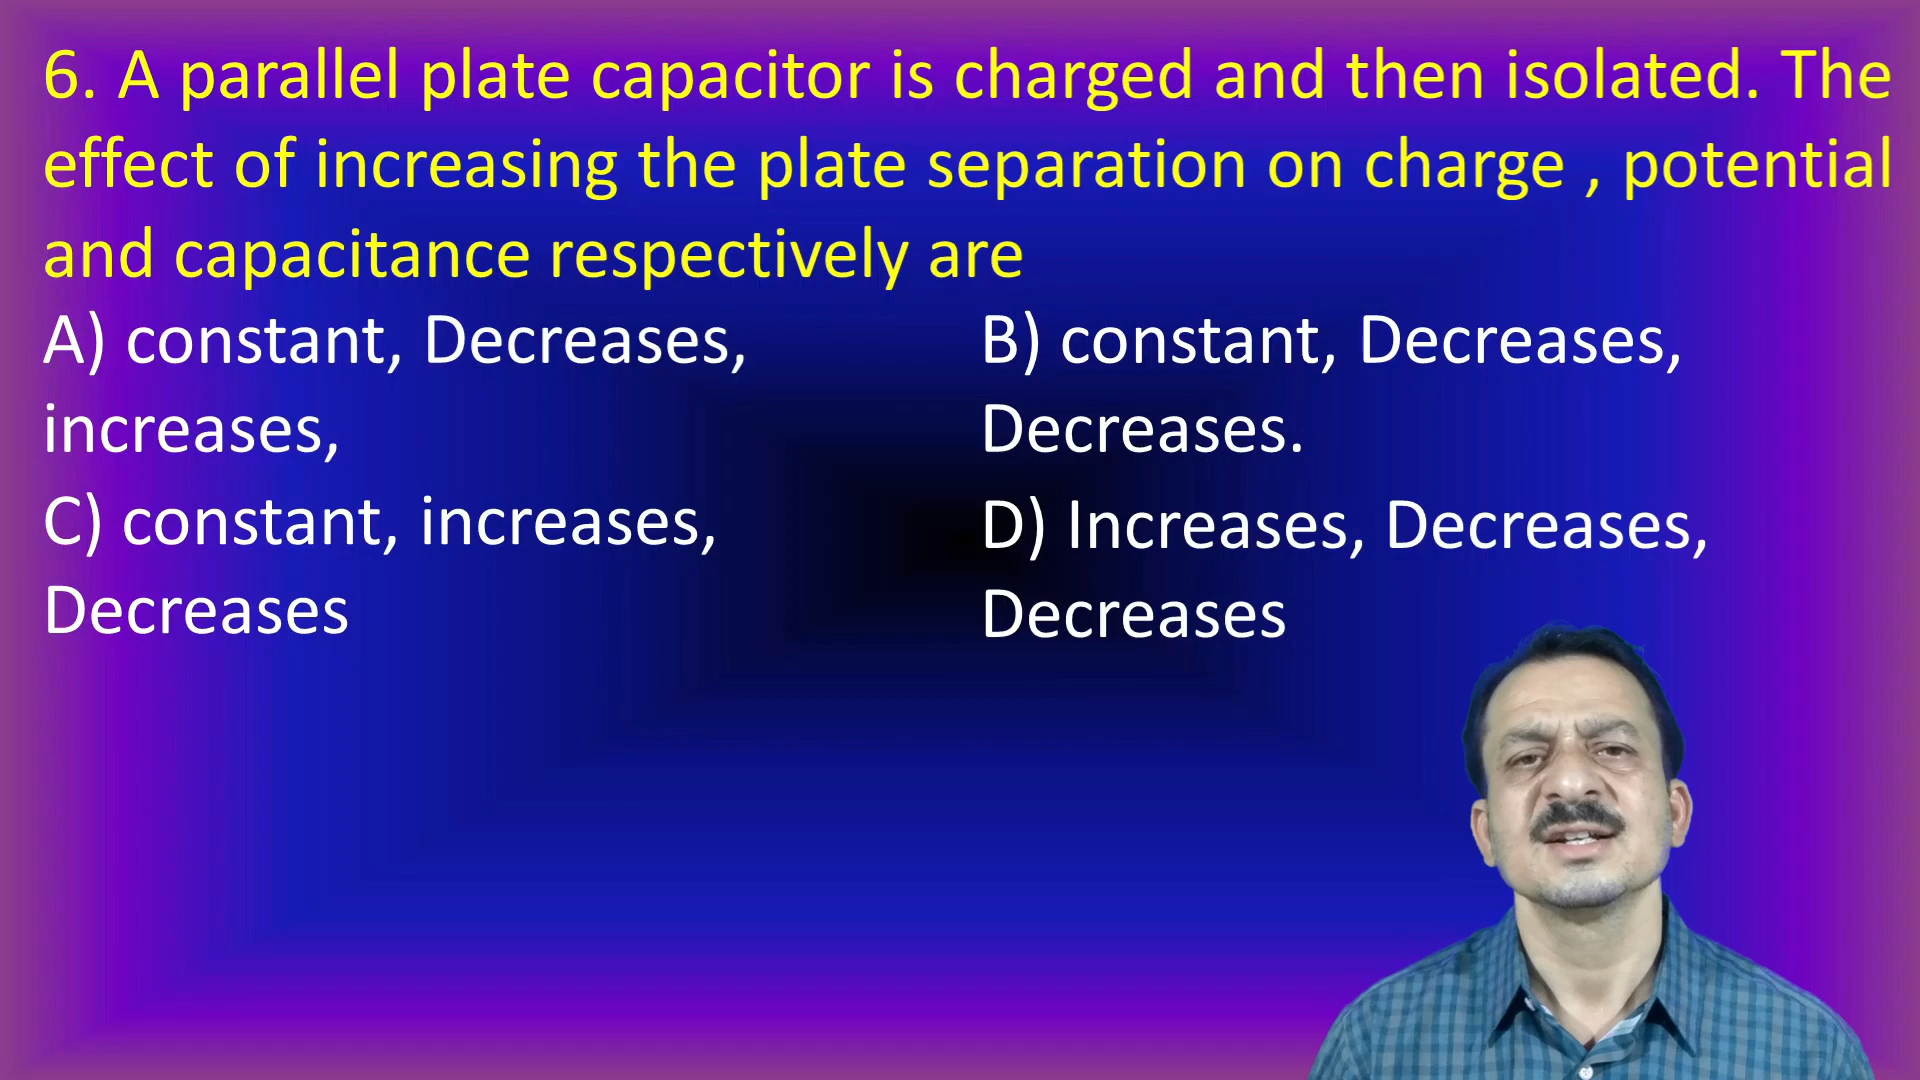 6. A parallel plate capacitor is charged and then isolated. The
effect of increasing the plate separation on charge , potential
and capacitance respectively are
A) constant, Decreases,
increases,
B) constant, Decreases,
Decreases.
C) constant, increases,
Decreases
D) Increases, Decreases,
Decreases